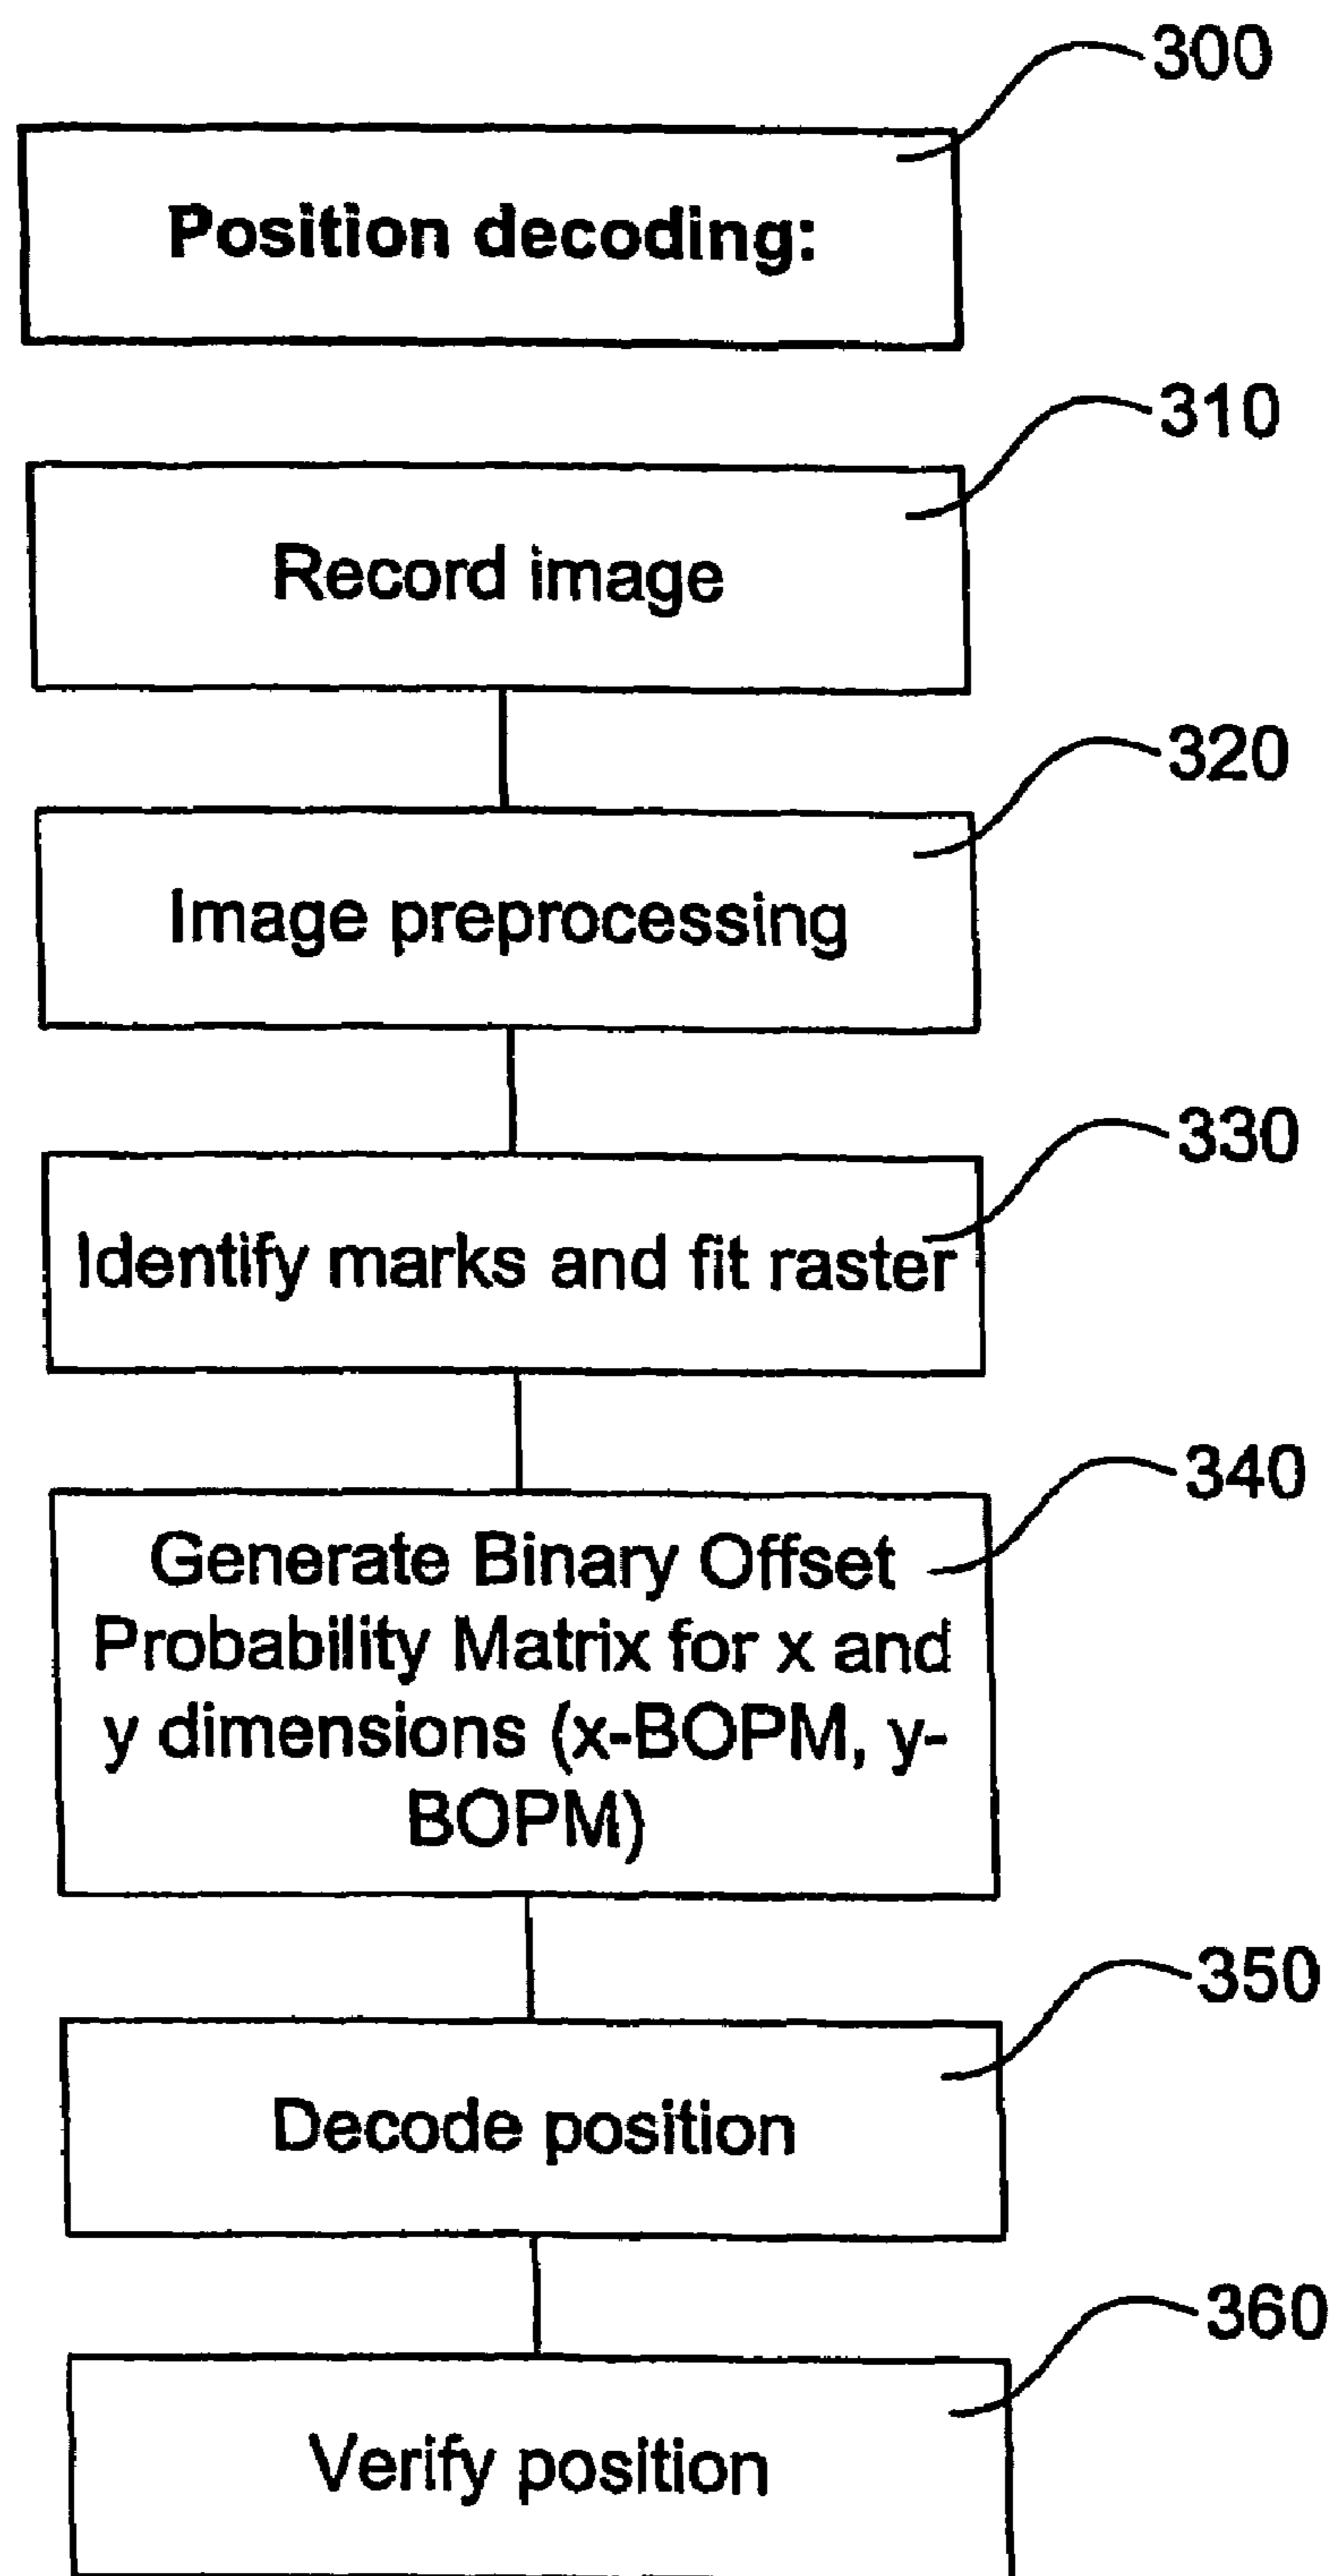 300
Position decoding:
310
Record image
320
Image preprocessing
330
Identify marks and fit raster
340
Generate Binary Offset
Probability Matrix for x and
y dimensions (x-BOPM, y-
BOPM)
350
Decode position
360
Verify position